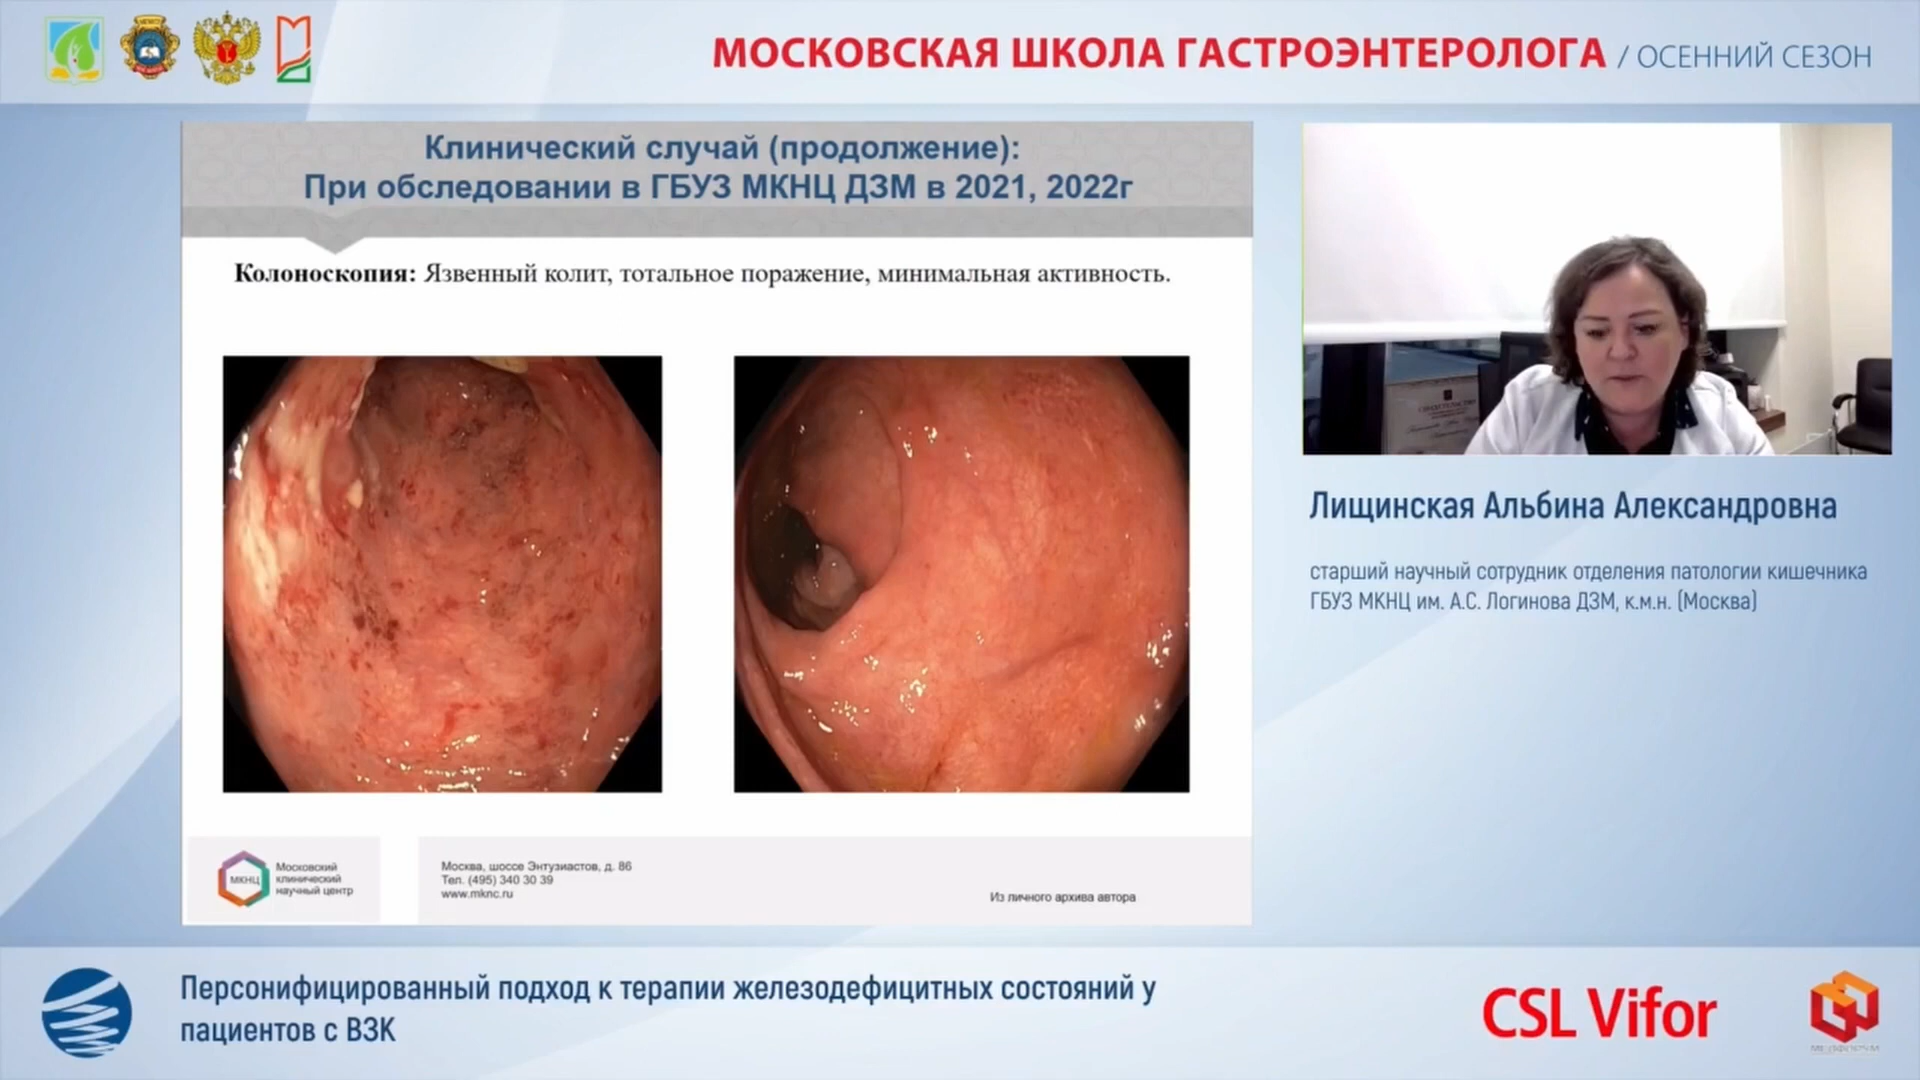 МОСКОВСКАЯ ШКОЛА ГАСТРОЭНТЕРОЛОГА / ОСЕННИЙ СЕЗОН
Клинический случай (продолжение):
При обследовании в ГБУЗ МКНЦ ДЗМ в 2021, 2022г
Колоноскопия: Язвенный колит, тотальное поражение, минимальная активность.
СВИДЕТЕЛЬСТВО
Лищинская Альбина Александровна
старший научный сотрудник отделения патологии кишечника
ГБУЗ МКНЦ им. А.С. Логинова ДЗМ, к.м.н. (Москва)
МКНЦ
Московский
клинический
научный центр
Москва, шоссе Энтузиастов, д. 86
Тел. (495) 340 30 39
www.mknc.ru
Из личного архива автора
Персонифицированный подход к терапии железодефицитных состояний у
пациентов с ВЗК
CSL Vifor